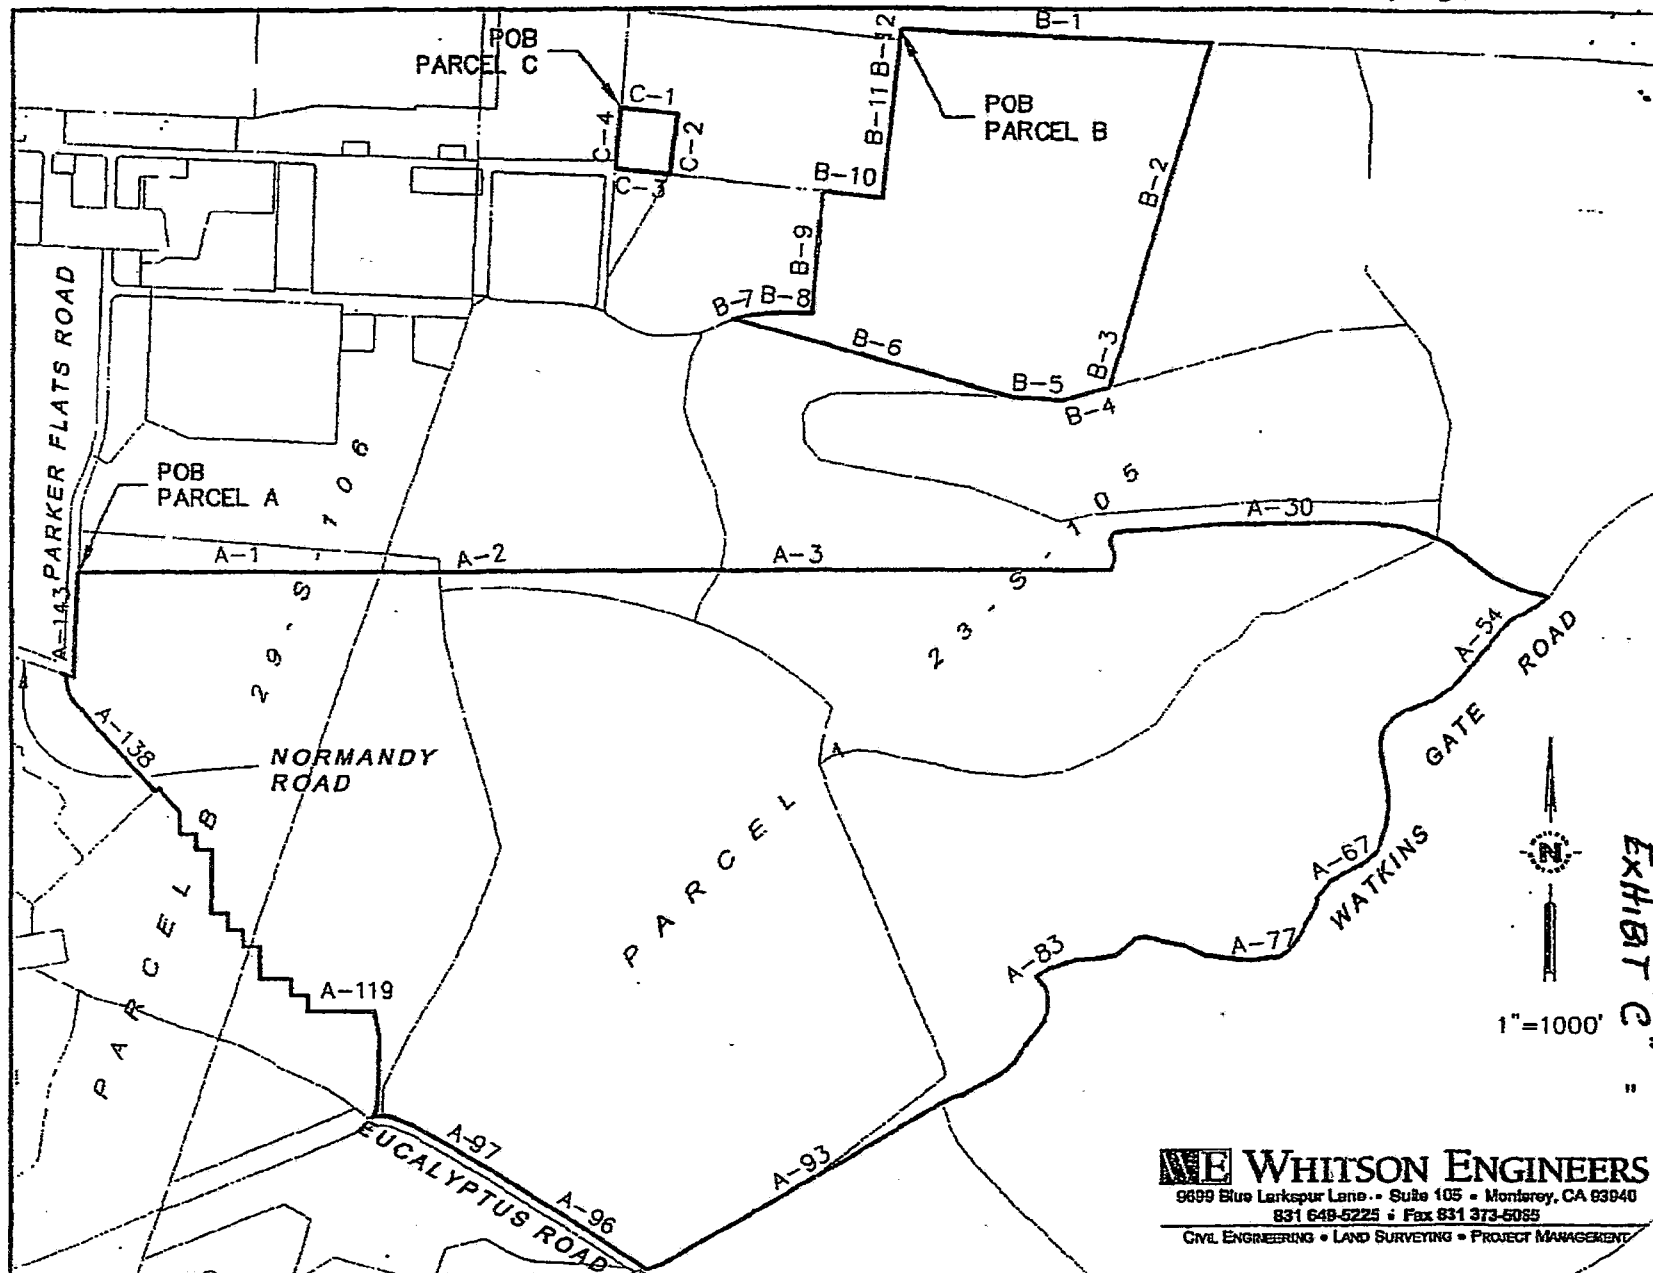 B-1
B-12
POB
PARCEL C
POB
PARCEL B
C-1
C-2
C-3
C-4
B-11
B-10
B-9
B-2
B-7
B-8
B-6
B-3
B-5
B-4
PARKER FLATS ROAD
POB
PARCEL A
29-S-106
23-S-105
A-1
A-2
A-3
A-30
A-143
A-54
A-138
NORMANDY
ROAD
PARCEL B
PARCEL 1
WATKINS GATE ROAD
A-67
A-77
A-83
A-119
N
1"=1000'
EXHIBIT "C"
A-97
A-93
A-96
EUCALYPTUS ROAD
WE WHITSON ENGINEERS
9699 Blue Larkspur Lane • Suite 105 • Monterey, CA 93940
831 649-5225 • Fax 831 373-5065
CIVIL ENGINEERING • LAND SURVEYING • PROJECT MANAGEMENT